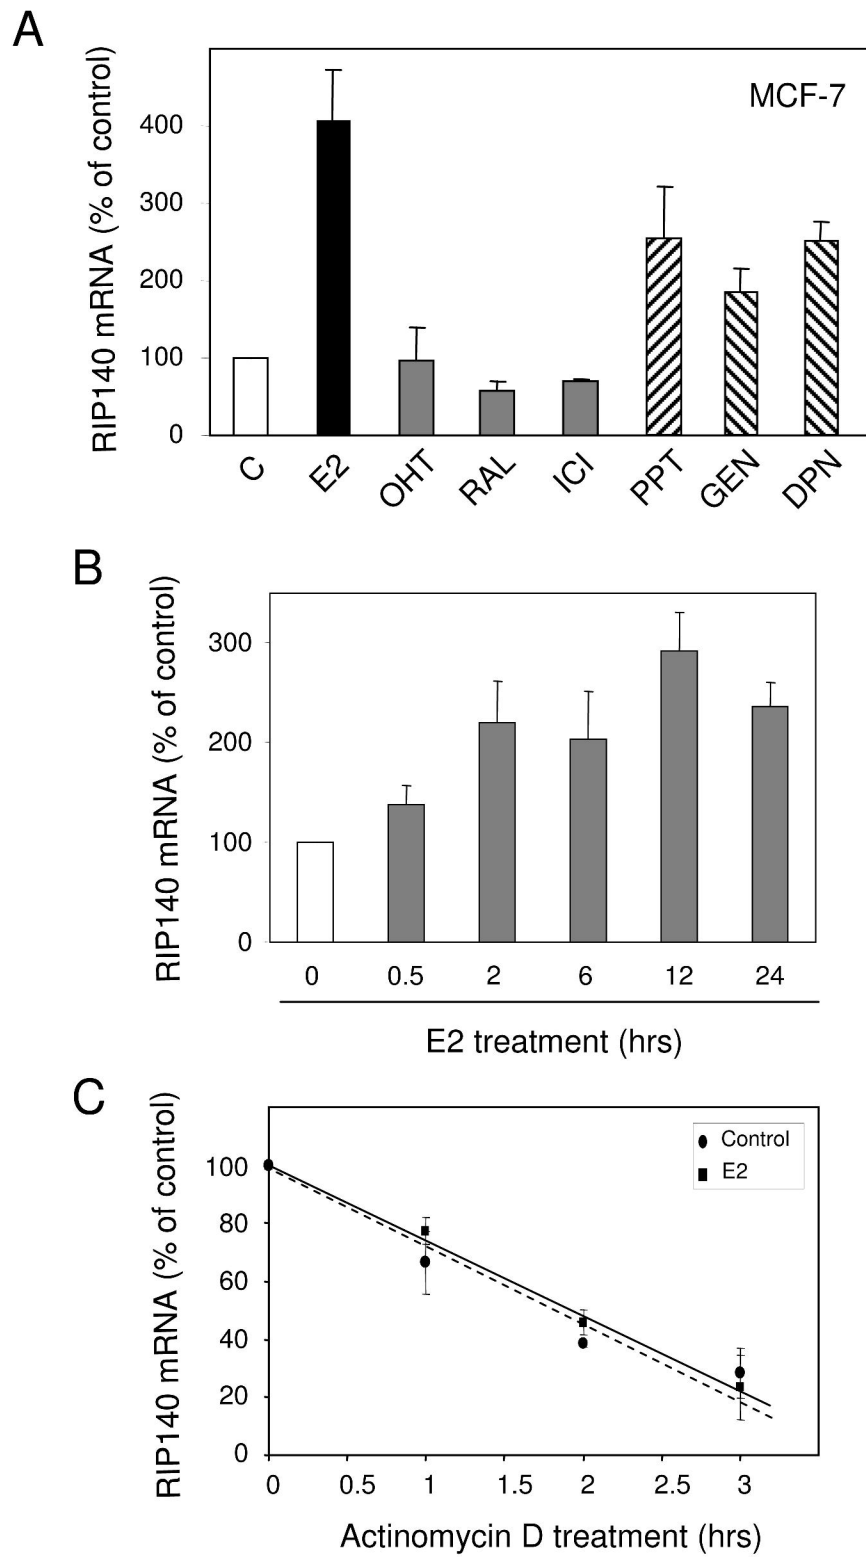 A
RIP140 mRNA (% of control)
MCF-7
400
300
200
100
0
C E2 OHT RAL ICI PPT GEN DPN
B
RIP140 mRNA (% of control)
300
200
100
0
0 0.5 2 6 12 24
E2 treatment (hrs)
C
RIP140 mRNA (% of control)
Control
E2
100
80
60
40
20
0
0 0.5 1 1.5 2 2.5 3
Actinomycin D treatment (hrs)